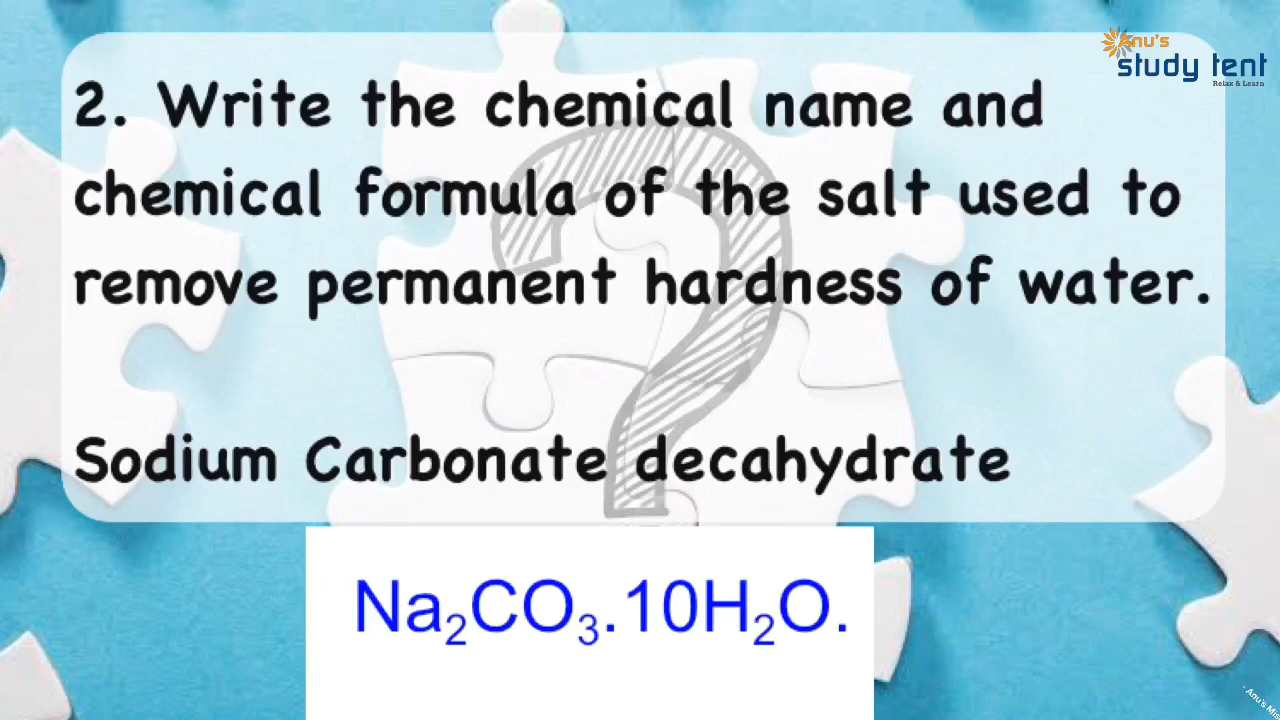 Anu's
study tent
Relax & Learn
2. Write the chemical name and
chemical formula of the salt used to
remove permanent hardness of water.
Sodium Carbonate decahydrate
Na₂CO₃.10H₂O.
- Anu's